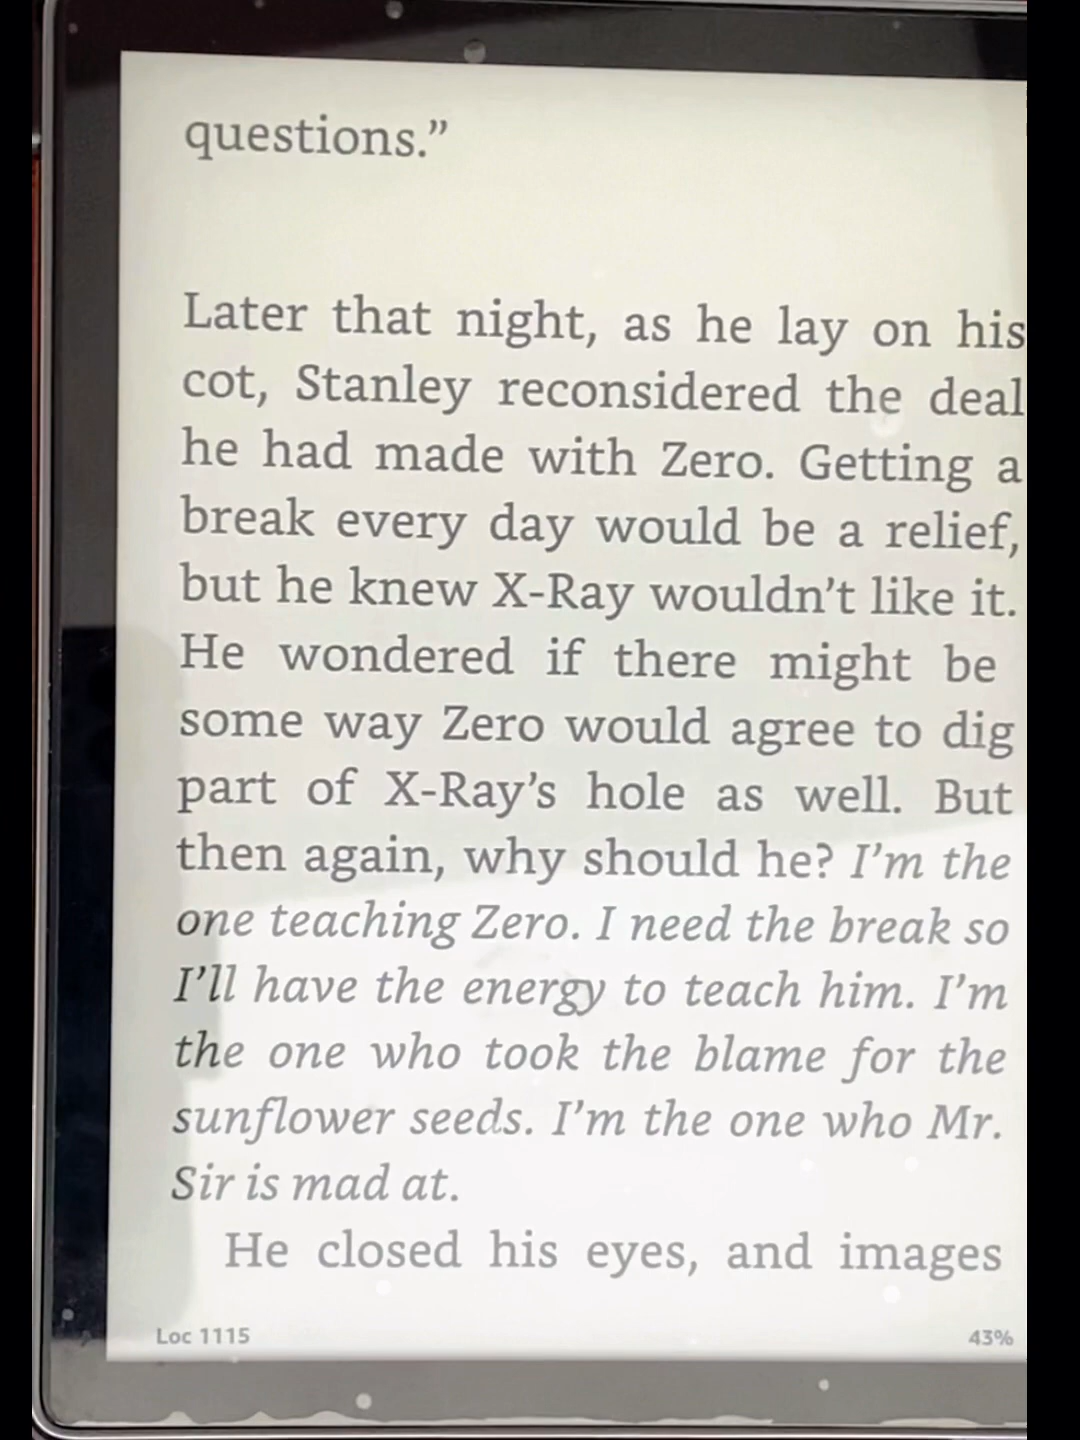 questions.”
Later that night, as he lay on his
cot, Stanley reconsidered the deal
he had made with Zero. Getting a
break every day would be a relief,
but he knew X-Ray wouldn’t like it.
He wondered if there might be
some way Zero would agree to dig
part of X-Ray’s hole as well. But
then again, why should he? I’m the
one teaching Zero. I need the break so
I’ll have the energy to teach him. I’m
the one who took the blame for the
sunflower seeds. I’m the one who Mr.
Sir is mad at.
He closed his eyes, and images
Loc 1115 43%